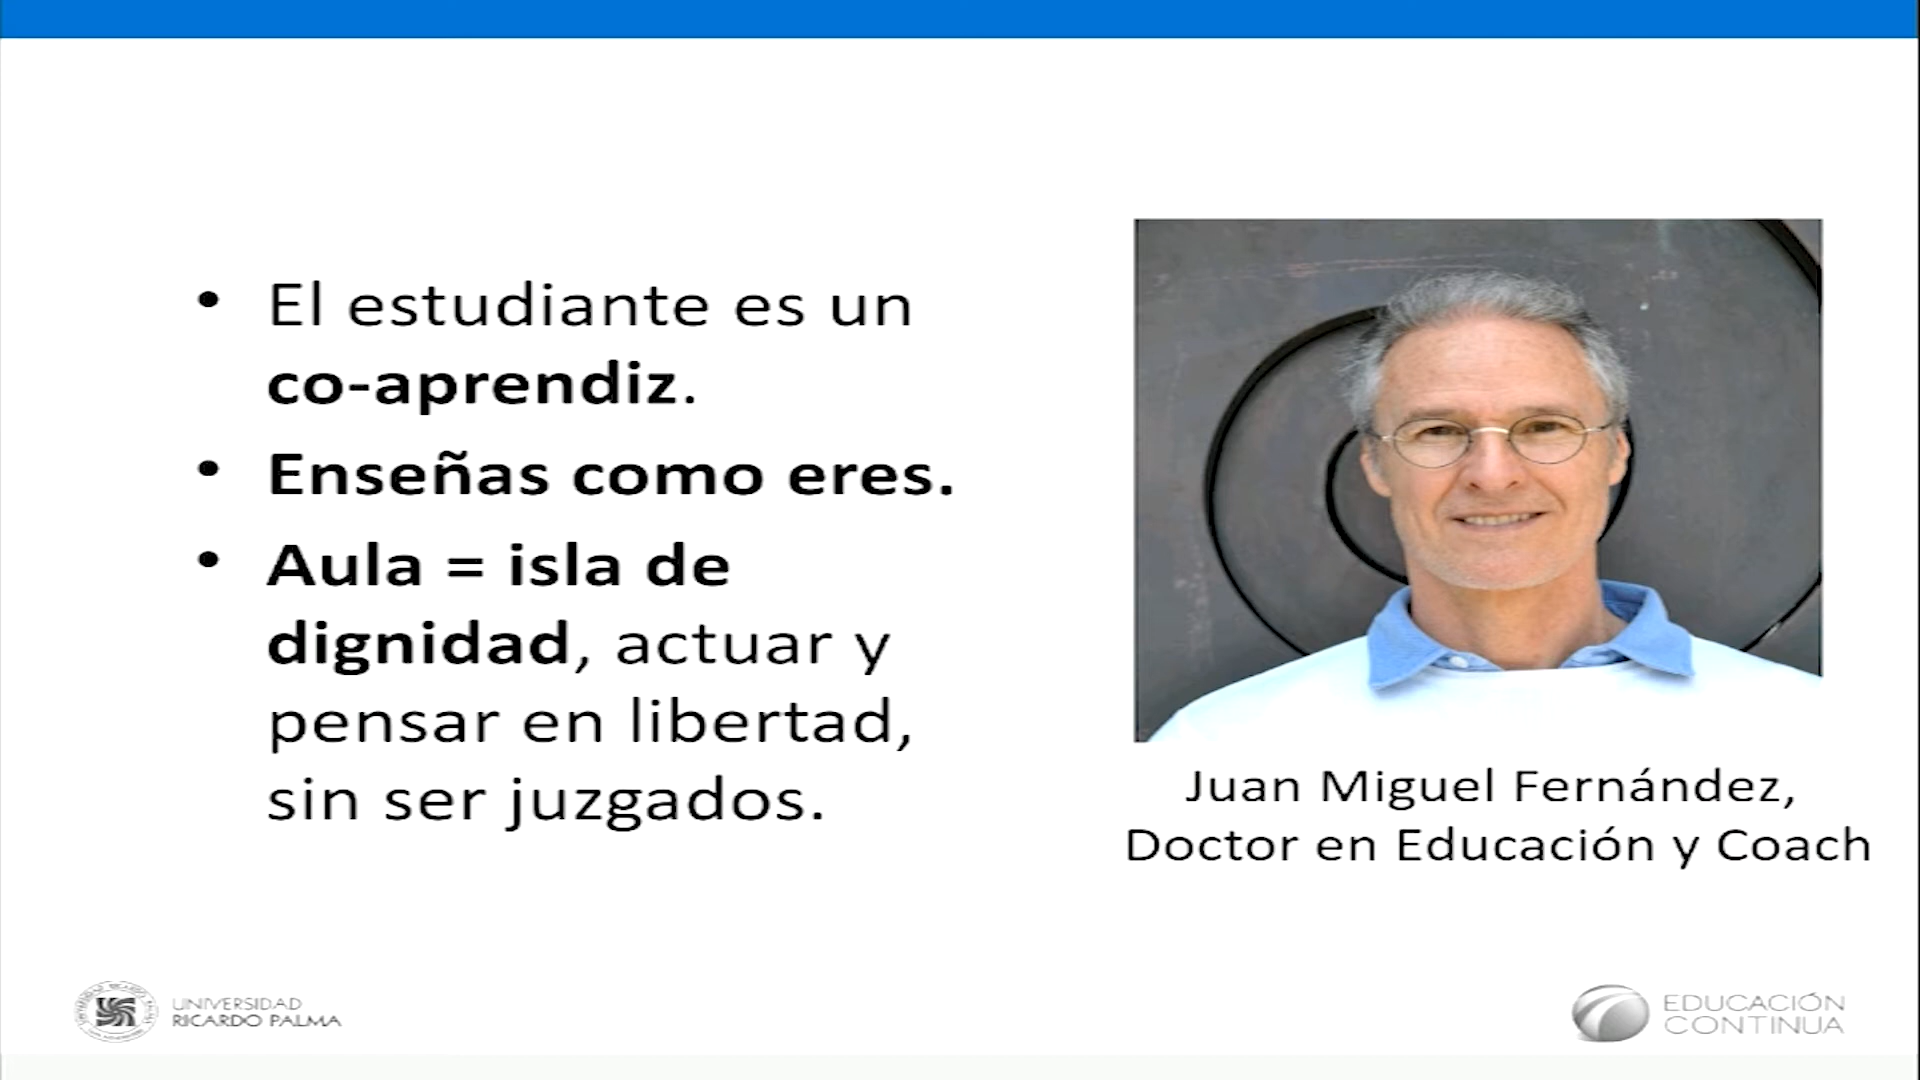 • El estudiante es un
co-aprendiz.
• Enseñas como eres.
• Aula = isla de
dignidad, actuar y
pensar en libertad,
sin ser juzgados.
Juan Miguel Fernández,
Doctor en Educación y Coach
UNIVERSIDAD
RICARDO PALMA
EDUCACIÓN
CONTINUA